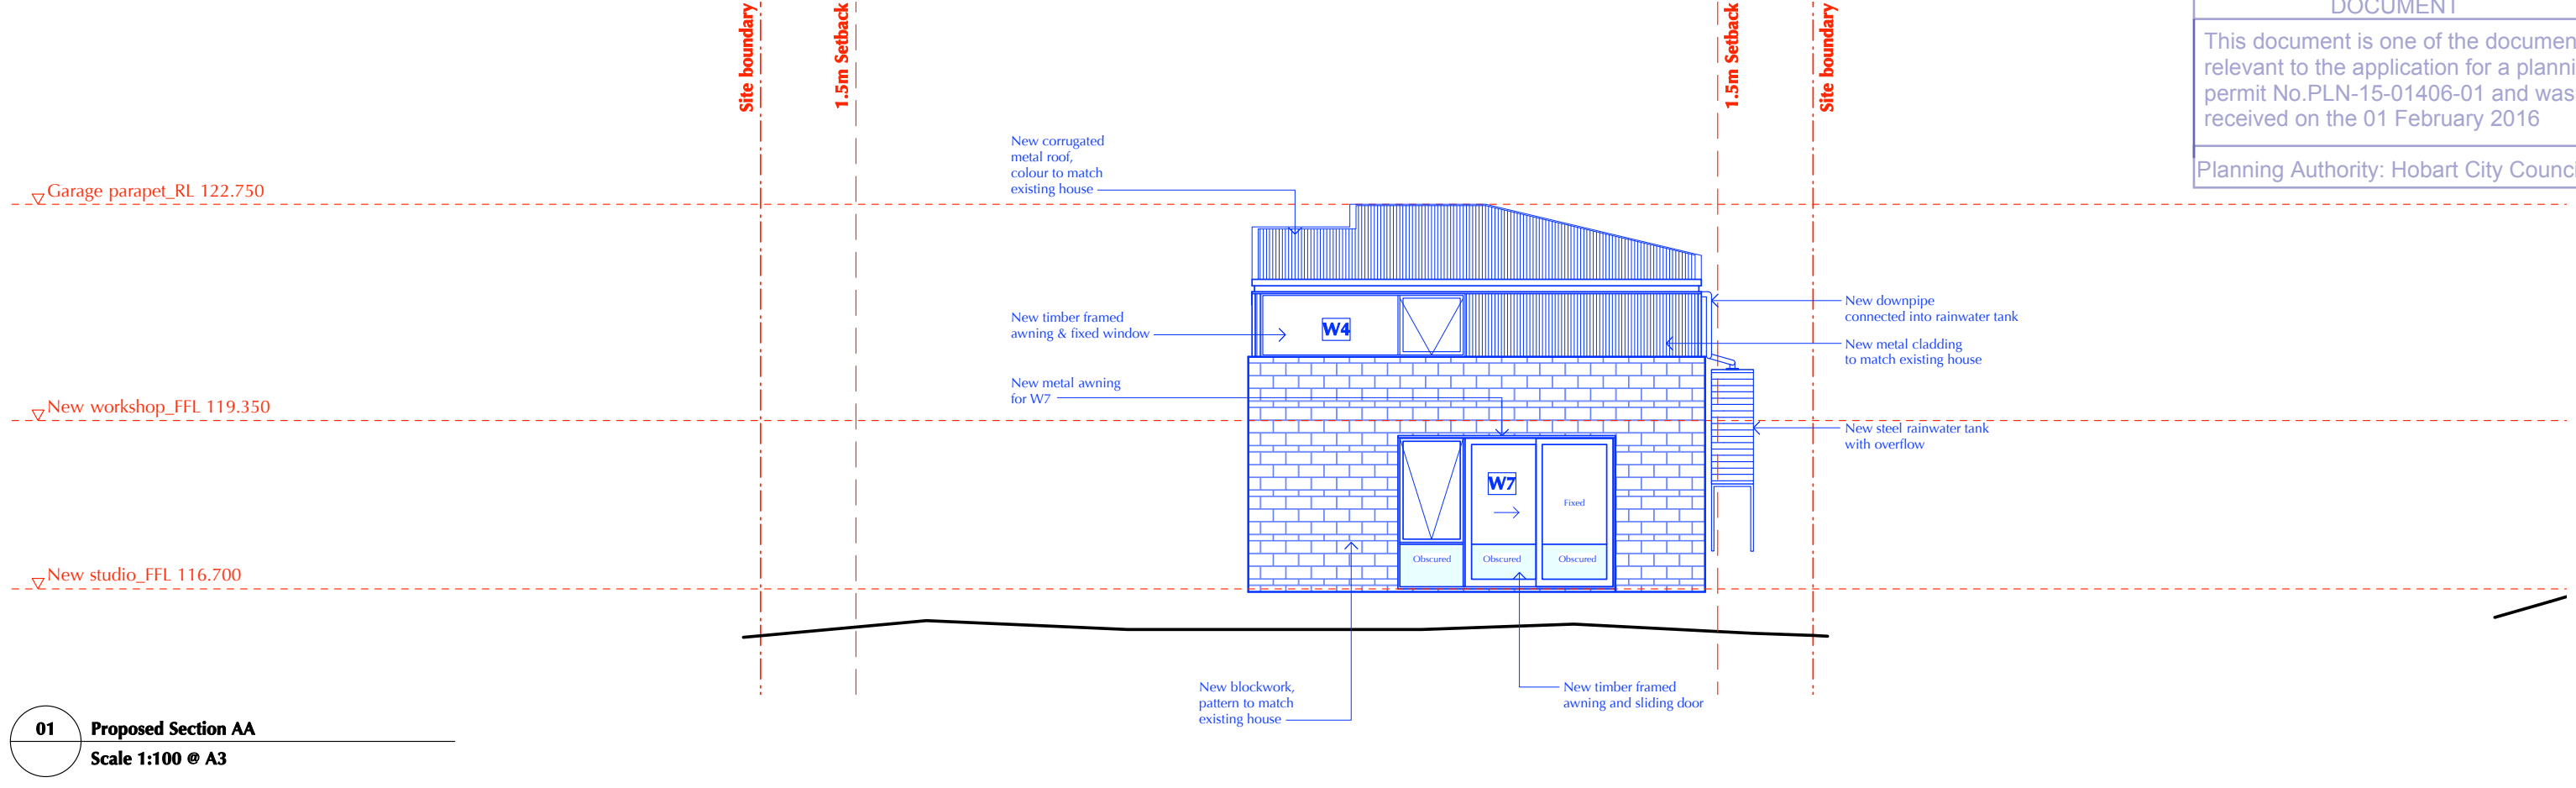 DOCUMENT
This document is one of the documen
relevant to the application for a planni
permit No.PLN-15-01406-01 and was
received on the 01 February 2016
Planning Authority: Hobart City Counci
Site boundary
1.5m Setback
1.5m Setback
Site boundary
New corrugated
metal roof,
colour to match
existing house
Garage parapet_RL 122.750
New timber framed
awning & fixed window
W4
New downpipe
connected into rainwater tank
New metal cladding
to match existing house
New metal awning
for W7
New workshop_FFL 119.350
New steel rainwater tank
with overflow
W7
Fixed
Obscured
Obscured
Obscured
New studio_FFL 116.700
New blockwork,
pattern to match
existing house
New timber framed
awning and sliding door
01
Proposed Section AA
Scale 1:100 @ A3